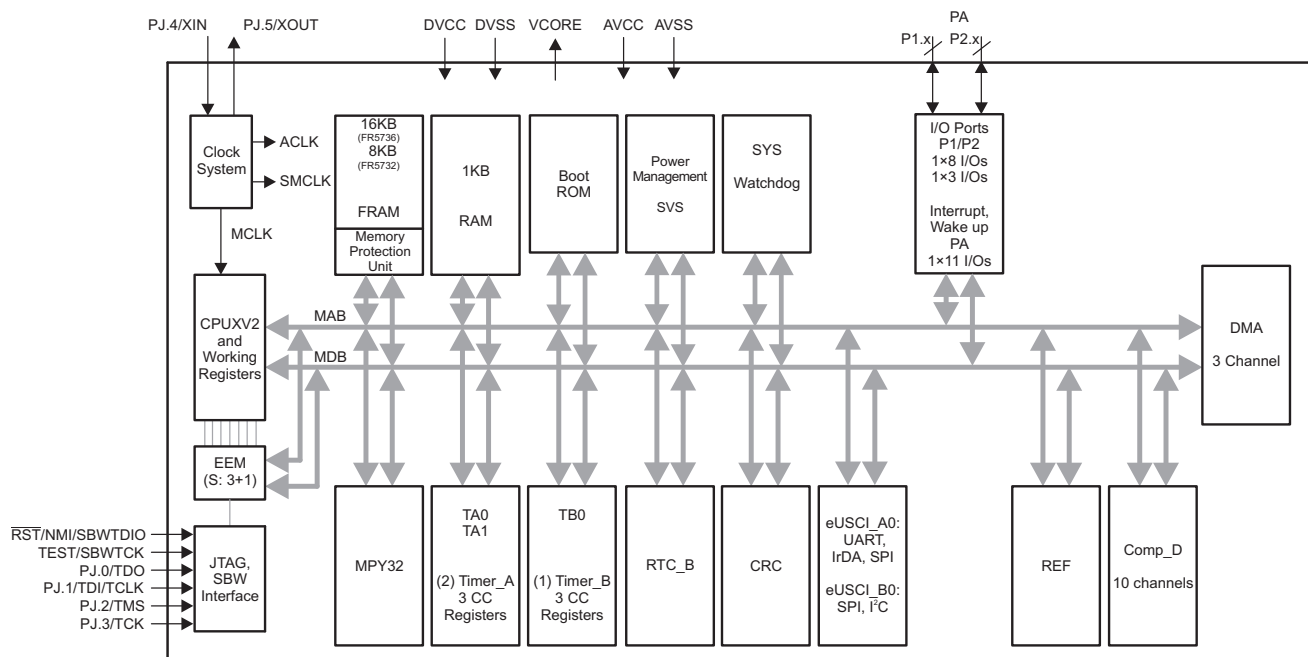 PJ.4/XIN
PJ.5/XOUT
DVCC
DVSS
VCORE
AVCC
AVSS
PA
P1.x
P2.x
Clock
System
ACLK
SMCLK
MCLK
16KB
(FR5736)
8KB
(FR5732)
FRAM
Memory
Protection
Unit
1KB
RAM
Boot
ROM
Power
Management
SVS
SYS
Watchdog
I/O Ports
P1/P2
1×8 I/Os
1×3 I/Os
Interrupt,
Wake up
PA
1×11 I/Os
CPUXV2
and
Working
Registers
MAB
MDB
DMA
3 Channel
EEM
(S: 3+1)
RST/NMI/SBWTDIO
TEST/SBWTCK
PJ.0/TDO
PJ.1/TDI/TCLK
PJ.2/TMS
PJ.3/TCK
JTAG,
SBW
Interface
MPY32
TA0
TA1
(2) Timer_A
3 CC
Registers
TB0
(1) Timer_B
3 CC
Registers
RTC_B
CRC
eUSCI_A0:
UART,
IrDA, SPI
eUSCI_B0:
SPI, I²C
REF
Comp_D
10 channels